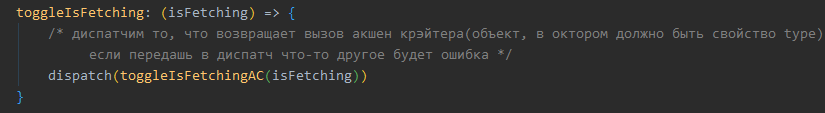 toggleIsFetching: (isFetching) => {
/* диспатчим то, что возвращает вызов акшен крэйтера(объект, в октором должно быть свойство type)
если передашь в диспатч что-то другое будет ошибка */
dispatch(toggleIsFetchingAC(isFetching))
}